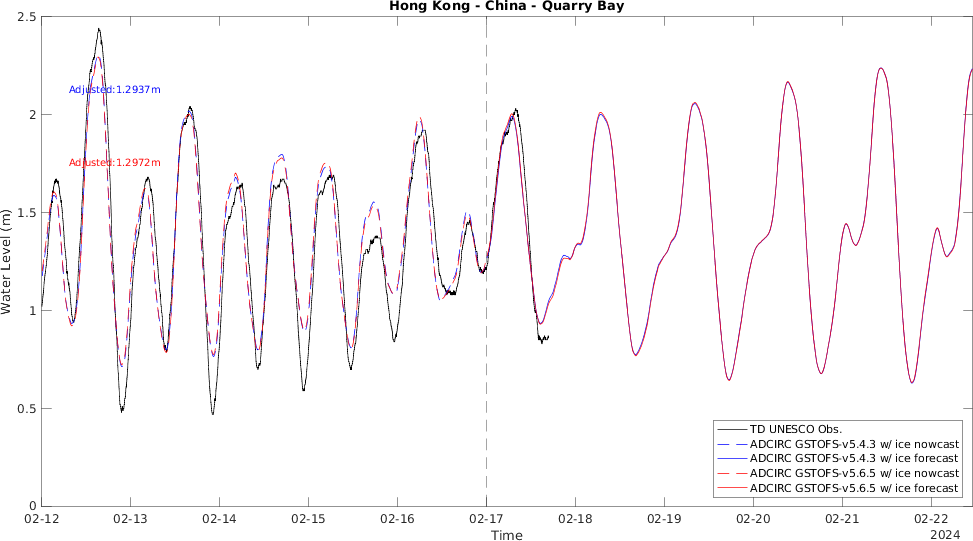 Hong Kong - China - Quarry Bay
2.5
2
1.5
1
0.5
0
Water Level (m)
Adjusted:1.2937m
Adjusted:1.2972m
TD UNESCO Obs.
ADCIRC GSTOFS-v5.4.3 w/ ice nowcast
ADCIRC GSTOFS-v5.4.3 w/ ice forecast
ADCIRC GSTOFS-v5.6.5 w/ ice nowcast
ADCIRC GSTOFS-v5.6.5 w/ ice forecast
02-12 02-13 02-14 02-15 02-16 02-17 02-18 02-19 02-20 02-21 02-22
Time
2024